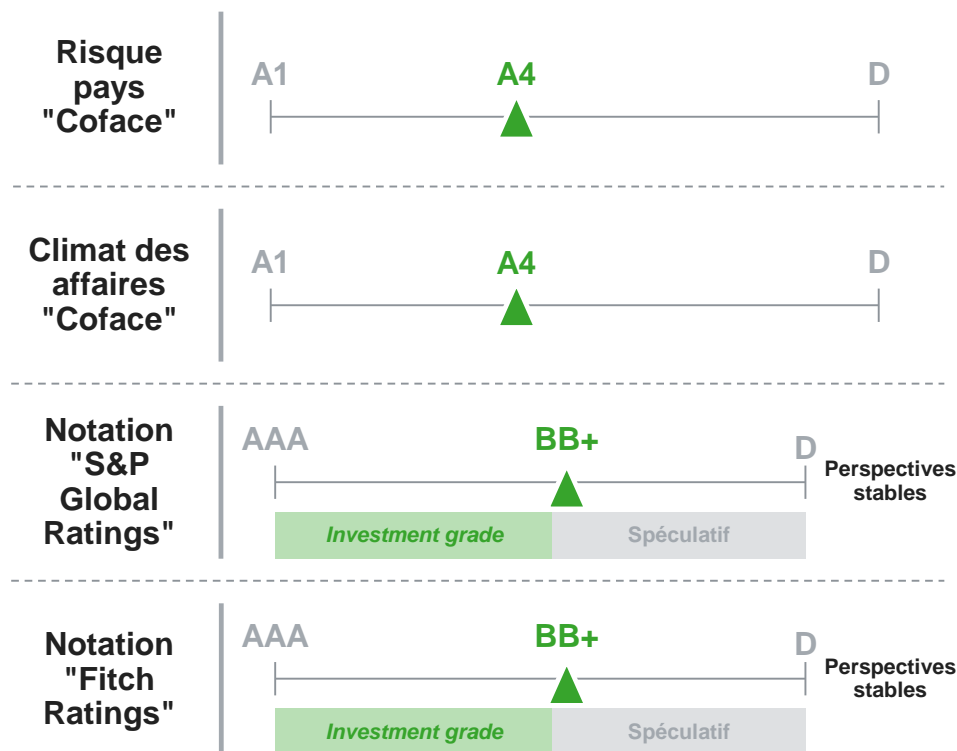 Risque
pays
"Coface"
A1
A4
D
Climat des
affaires
"Coface"
A1
A4
D
Notation
"S&P
Global
Ratings"
AAA
BB+
D
Perspectives
stables
Investment grade
Spéculatif
Notation
"Fitch
Ratings"
AAA
BB+
D
Perspectives
stables
Investment grade
Spéculatif